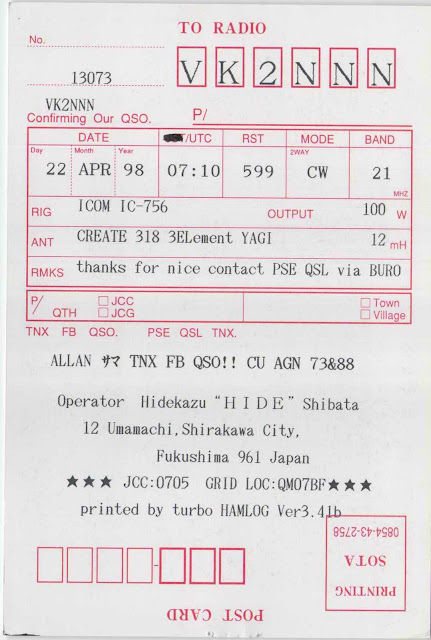 TO RADIO
No.
13073
VK2NNN
VK2NNN
Confirming Our QSO.
P/
DATE
/UTC
RST
MODE
BAND
Day
Month
Year
2WAY
22 APR 98 07:10 599 CW 21
MHZ
RIG ICOM IC-756 OUTPUT 100 W
ANT CREATE 318 3ELement YAGI 12 mH
RMKS thanks for nice contact PSE QSL via BURO
P/ QTH
□ JCC
□ JCG
□ Town
□ Village
TNX FB QSO. PSE QSL TNX.
ALLAN ｻﾏ TNX FB QSO!! CU AGN 73&88
Operator Hidekazu “ＨＩＤＥ” Shibata
12 Umamachi,Shirakawa City,
Fukushima 961 Japan
★★★ JCC:0705 GRID LOC:QM07BF★★★
printed by turbo HAMLOG Ver3.41b
PRINTING
SOTA
0854-43-2758
POST CARD